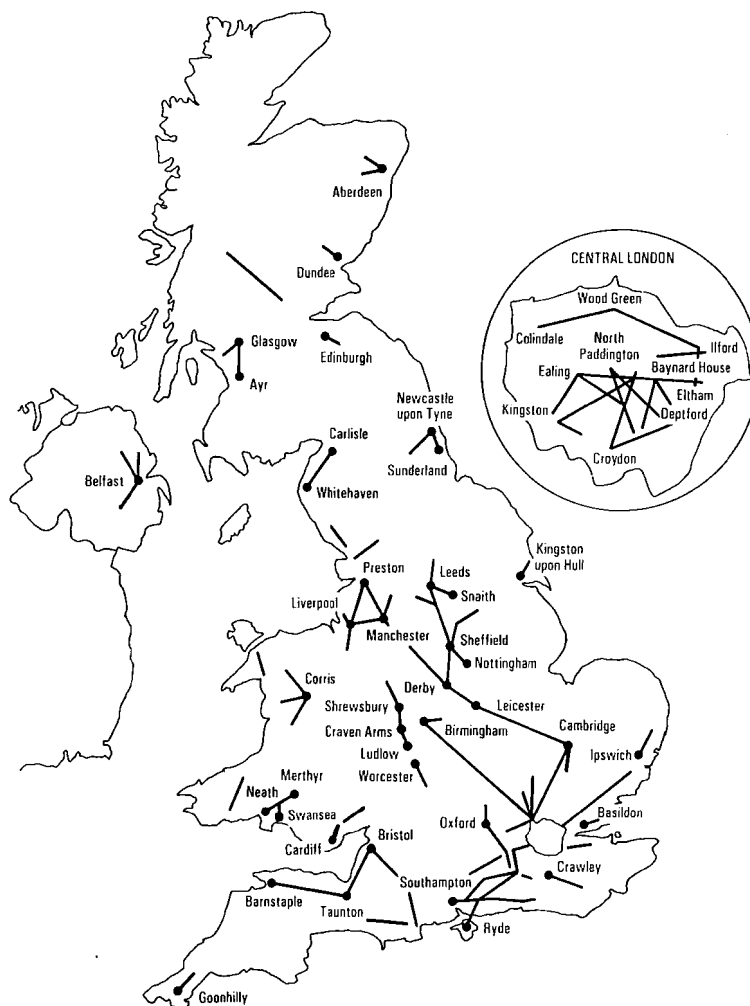 Aberdeen
Dundee
CENTRAL LONDON
Wood Green
Colindale
North
Paddington
Ilford
Baynard House
Ealing
Eltham
Kingston
Deptford
Croydon
Glasgow
Edinburgh
Ayr
Newcastle
upon Tyne
Carlisle
Sunderland
Belfast
Whitehaven
Kingston
upon Hull
Preston
Leeds
Snaith
Liverpool
Manchester
Sheffield
Nottingham
Corris
Derby
Leicester
Shrewsbury
Craven Arms
Birmingham
Cambridge
Ludlow
Ipswich
Worcester
Merthyr
Neath
Swansea
Oxford
Basildon
Cardiff
Bristol
Crawley
Southampton
Barnstaple
Taunton
Ryde
Goonhilly